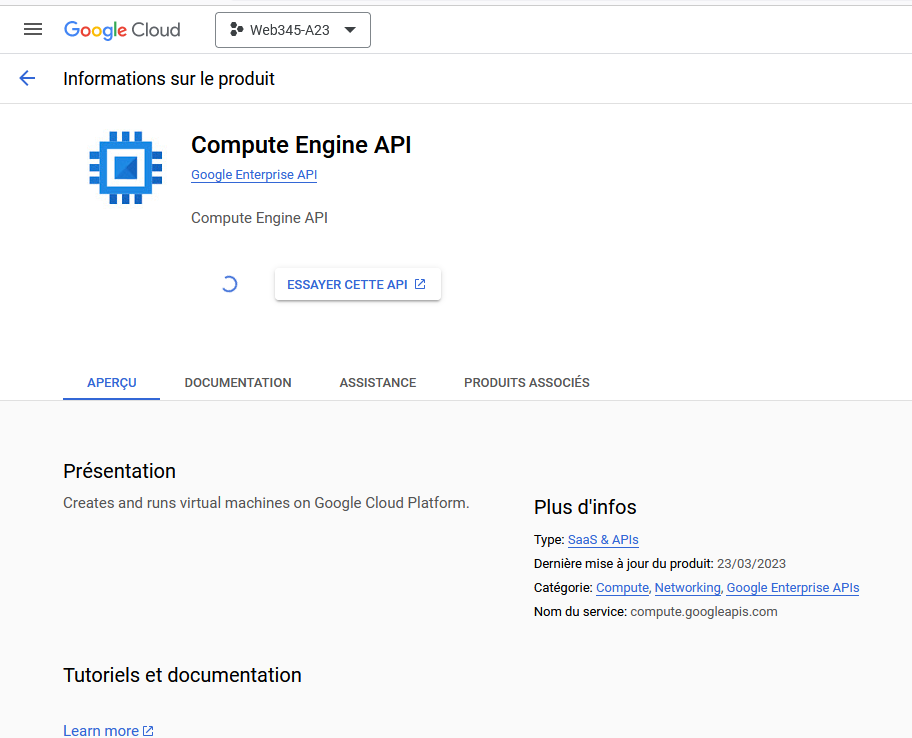 Google Cloud
Web345-A23
Informations sur le produit
Compute Engine API
Google Enterprise API
Compute Engine API
ESSAYER CETTE API
APERÇU DOCUMENTATION ASSISTANCE PRODUITS ASSOCIÉS
Présentation
Creates and runs virtual machines on Google Cloud Platform.
Plus d'infos
Type: SaaS & APIs
Dernière mise à jour du produit: 23/03/2023
Catégorie: Compute, Networking, Google Enterprise APIs
Nom du service: compute.googleapis.com
Tutoriels et documentation
Learn more